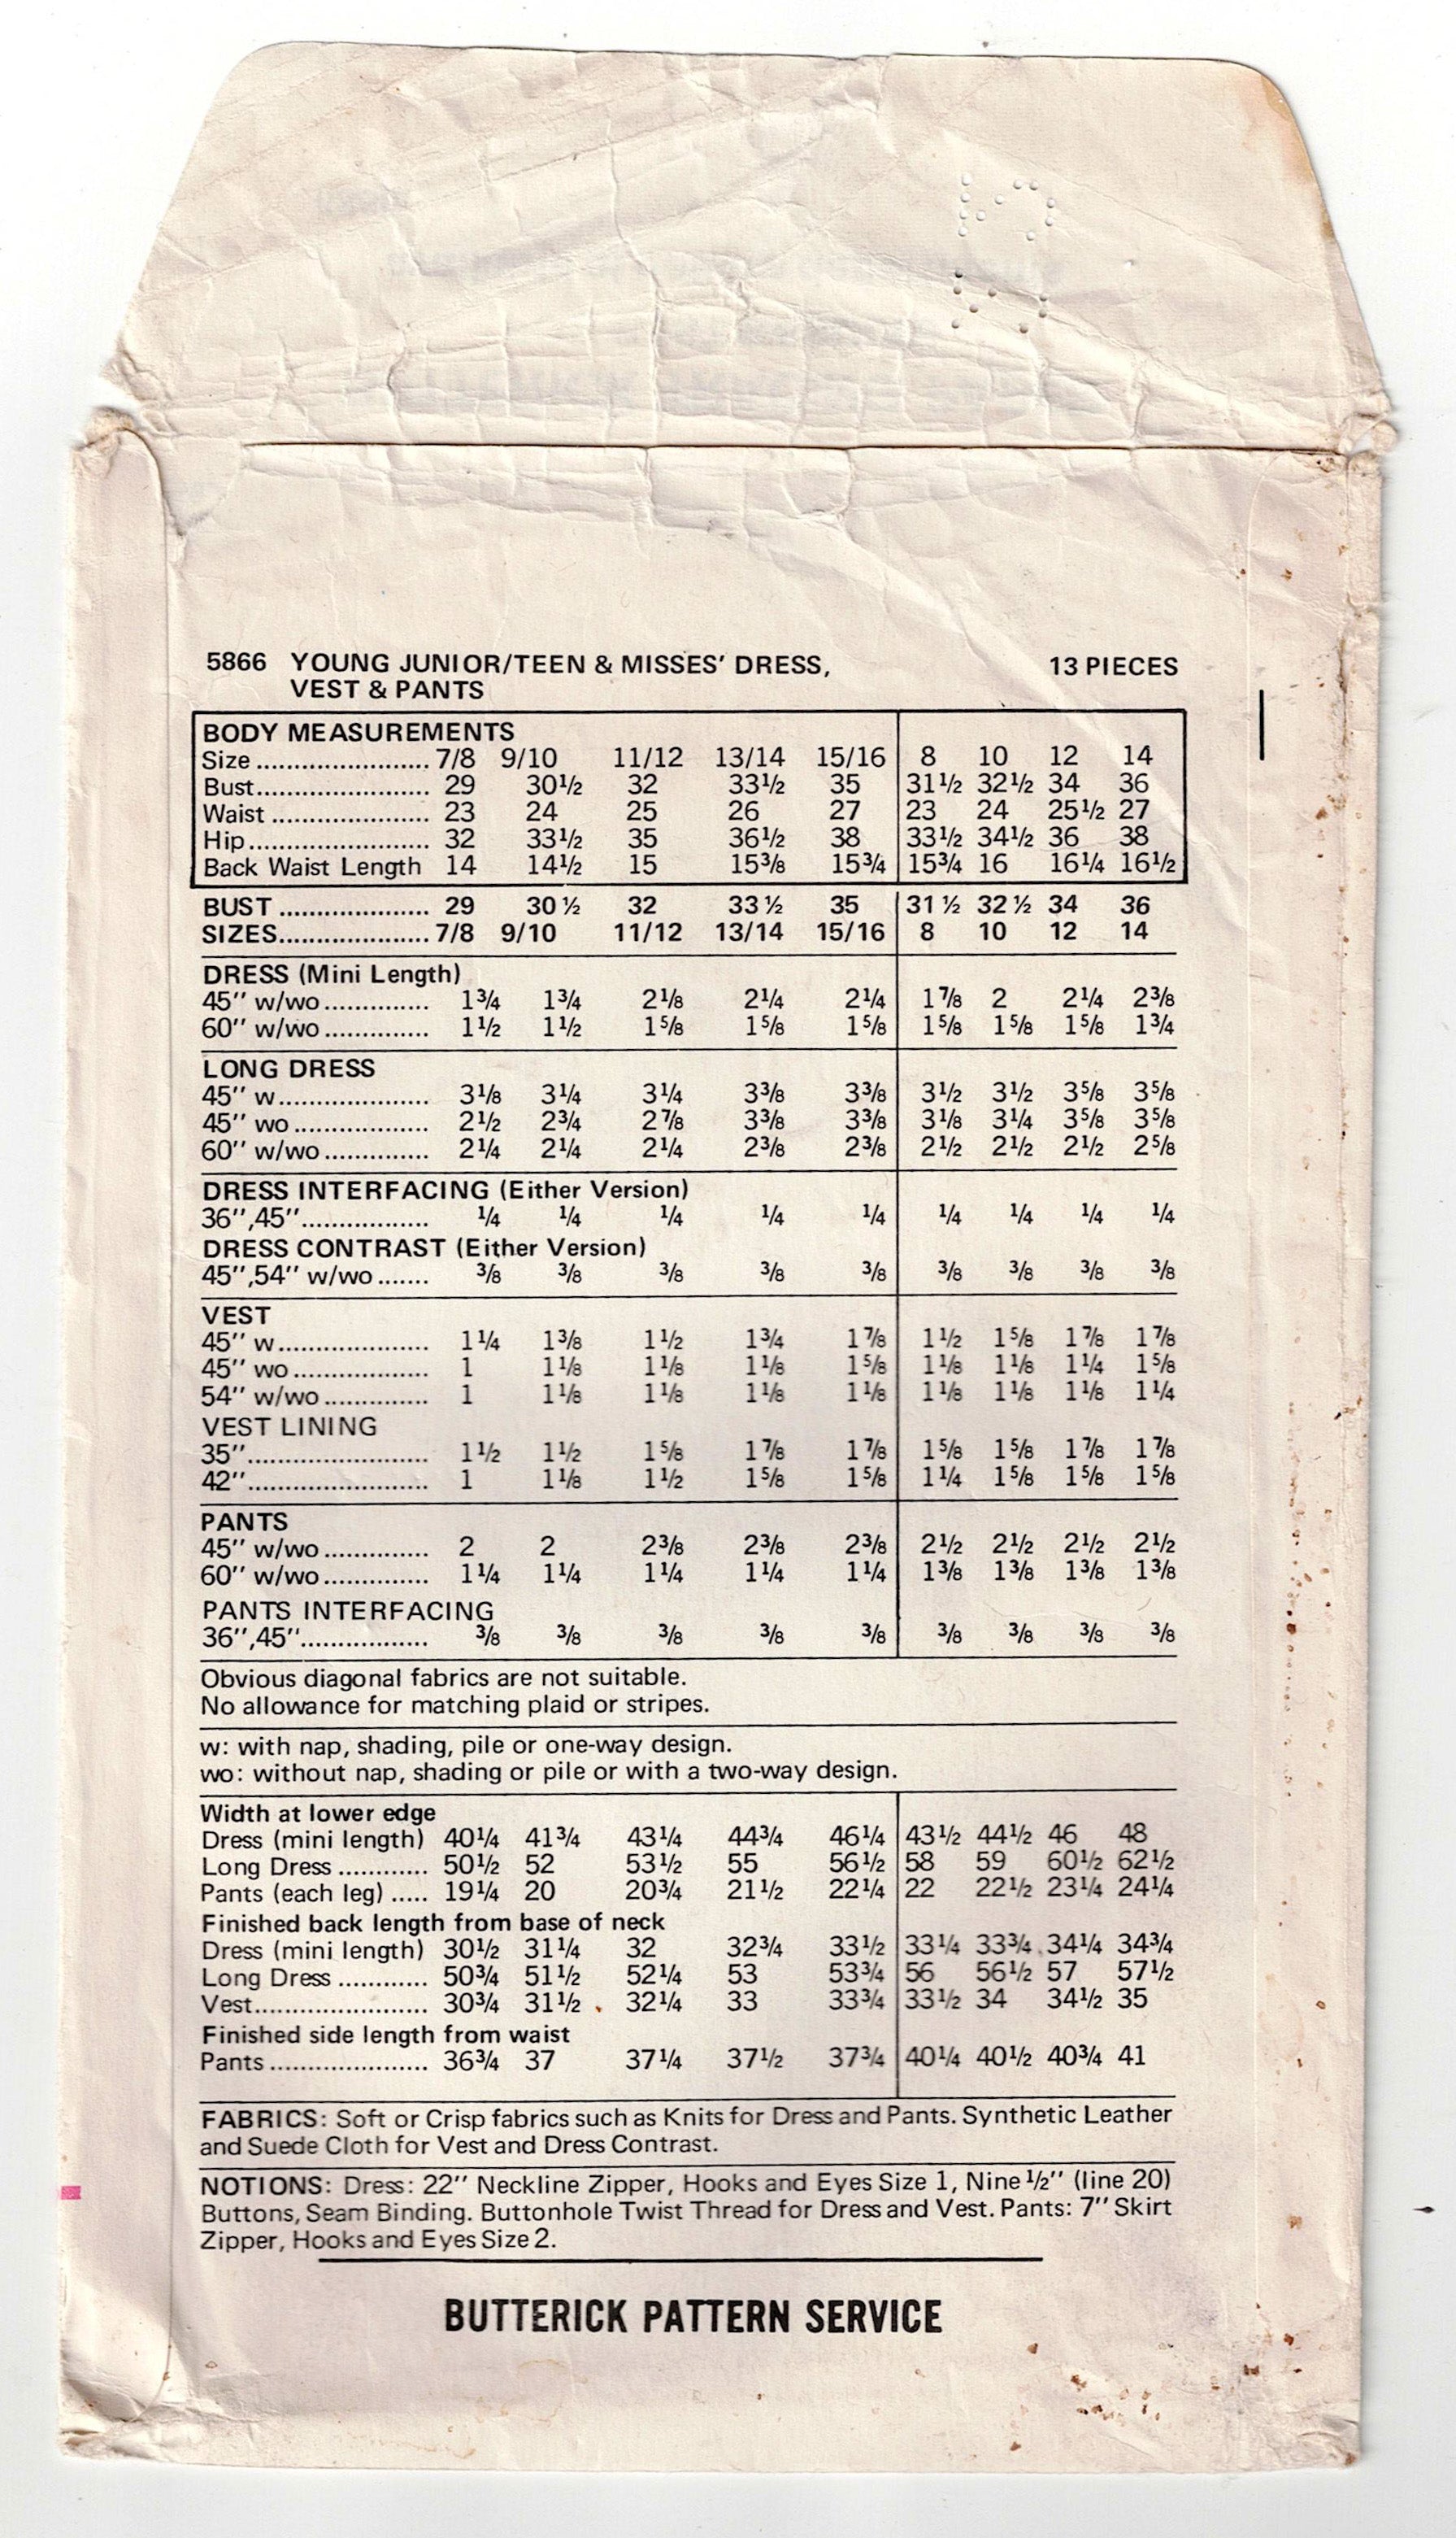 5866 YOUNG JUNIOR/TEEN & MISSES' DRESS, 13 PIECES
VEST & PANTS
BODY MEASUREMENTS
Size ........................ 7/8 9/10 11/12 13/14 15/16 8 10 12 14
Bust........................ 29 30½ 32 33½ 35 31½ 32½ 34 36
Waist ...................... 23 24 25 26 27 23 24 25½ 27
Hip......................... 32 33½ 35 36½ 38 33½ 34½ 36 38
Back Waist Length 14 14½ 15 15⅜ 15¾ 15¾ 16 16¼ 16½
BUST ..................... 29 30½ 32 33½ 35 31½ 32½ 34 36
SIZES..................... 7/8 9/10 11/12 13/14 15/16 8 10 12 14
DRESS (Mini Length)
45" w/wo ............... 1¾ 1¾ 2⅛ 2¼ 2¼ 1⅞ 2 2¼ 2⅜
60" w/wo ............... 1½ 1½ 1⅝ 1⅝ 1⅝ 1⅝ 1⅝ 1⅝ 1¾
LONG DRESS
45" w..................... 3⅛ 3¼ 3¼ 3⅜ 3⅜ 3½ 3½ 3⅝ 3⅝
45" wo ................... 2½ 2¾ 2⅞ 3⅜ 3⅜ 3⅛ 3¼ 3⅝ 3⅝
60" w/wo ............... 2¼ 2¼ 2¼ 2⅜ 2⅜ 2½ 2½ 2½ 2⅝
DRESS INTERFACING (Either Version)
36",45".................. ¼ ¼ ¼ ¼ ¼ ¼ ¼ ¼ ¼
DRESS CONTRAST (Either Version)
45",54" w/wo ....... ⅜ ⅜ ⅜ ⅜ ⅜ ⅜ ⅜ ⅜ ⅜
VEST
45" w..................... 1¼ 1⅜ 1½ 1¾ 1⅞ 1½ 1⅝ 1⅞ 1⅞
45" wo ................... 1 1⅛ 1⅛ 1⅛ 1⅝ 1⅛ 1⅛ 1¼ 1⅝
54" w/wo ............... 1 1⅛ 1⅛ 1⅛ 1⅛ 1⅛ 1⅛ 1⅛ 1¼
VEST LINING
35"......................... 1½ 1½ 1⅝ 1⅞ 1⅞ 1⅝ 1⅝ 1⅞ 1⅞
42"......................... 1 1⅛ 1½ 1⅝ 1⅝ 1¼ 1⅝ 1⅝ 1⅝
PANTS
45" w/wo ............... 2 2 2⅜ 2⅜ 2⅜ 2½ 2½ 2½ 2½
60" w/wo ............... 1¼ 1¼ 1¼ 1¼ 1¼ 1⅜ 1⅜ 1⅜ 1⅜
PANTS INTERFACING
36",45".................. ⅜ ⅜ ⅜ ⅜ ⅜ ⅜ ⅜ ⅜ ⅜
Obvious diagonal fabrics are not suitable.
No allowance for matching plaid or stripes.
w: with nap, shading, pile or one-way design.
wo: without nap, shading or pile or with a two-way design.
Width at lower edge
Dress (mini length) 40¼ 41¾ 43¼ 44¾ 46¼ 43½ 44½ 46 48
Long Dress ............ 50½ 52 53½ 55 56½ 58 59 60½ 62½
Pants (each leg) ..... 19¼ 20 20¾ 21½ 22¼ 22 22½ 23¼ 24¼
Finished back length from base of neck
Dress (mini length) 30½ 31¼ 32 32¾ 33½ 33¼ 33¾ 34¼ 34¾
Long Dress ............ 50¾ 51½ 52¼ 53 53¾ 56 56½ 57 57½
Vest........................ 30¾ 31½ 32¼ 33 33¾ 33½ 34 34½ 35
Finished side length from waist
Pants ...................... 36¾ 37 37¼ 37½ 37¾ 40¼ 40½ 40¾ 41
FABRICS: Soft or Crisp fabrics such as Knits for Dress and Pants. Synthetic Leather
and Suede Cloth for Vest and Dress Contrast.
NOTIONS: Dress: 22" Neckline Zipper, Hooks and Eyes Size 1, Nine ½" (line 20)
Buttons, Seam Binding. Buttonhole Twist Thread for Dress and Vest. Pants: 7" Skirt
Zipper, Hooks and Eyes Size 2.
BUTTERICK PATTERN SERVICE